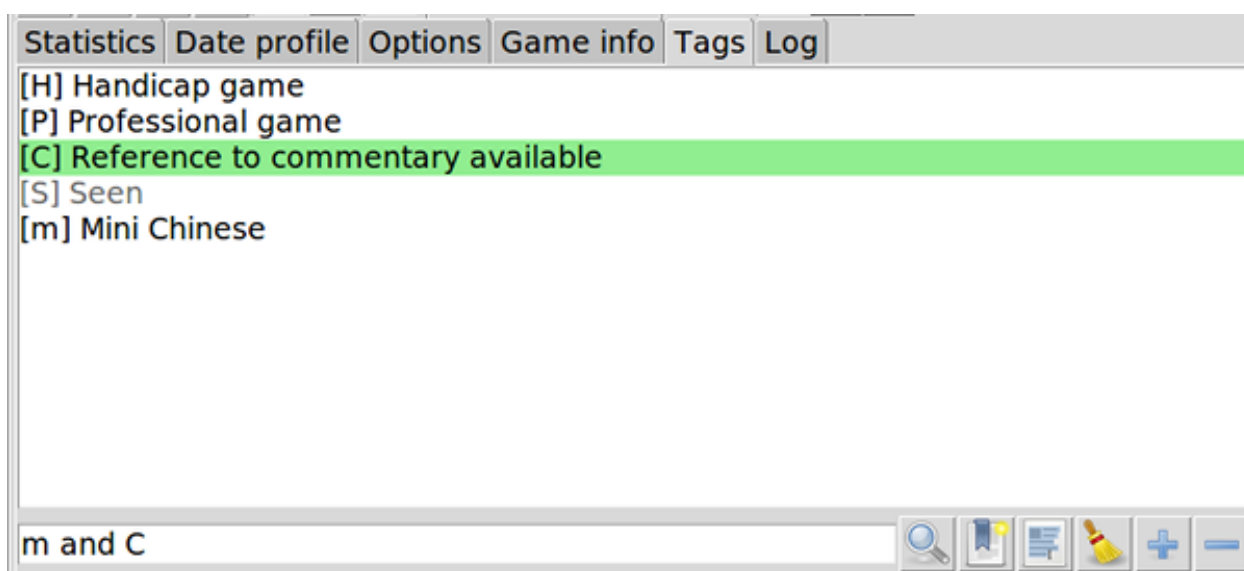 Statistics Date profile Options Game info Tags Log
[H] Handicap game
[P] Professional game
[C] Reference to commentary available
[S] Seen
[m] Mini Chinese
m and C